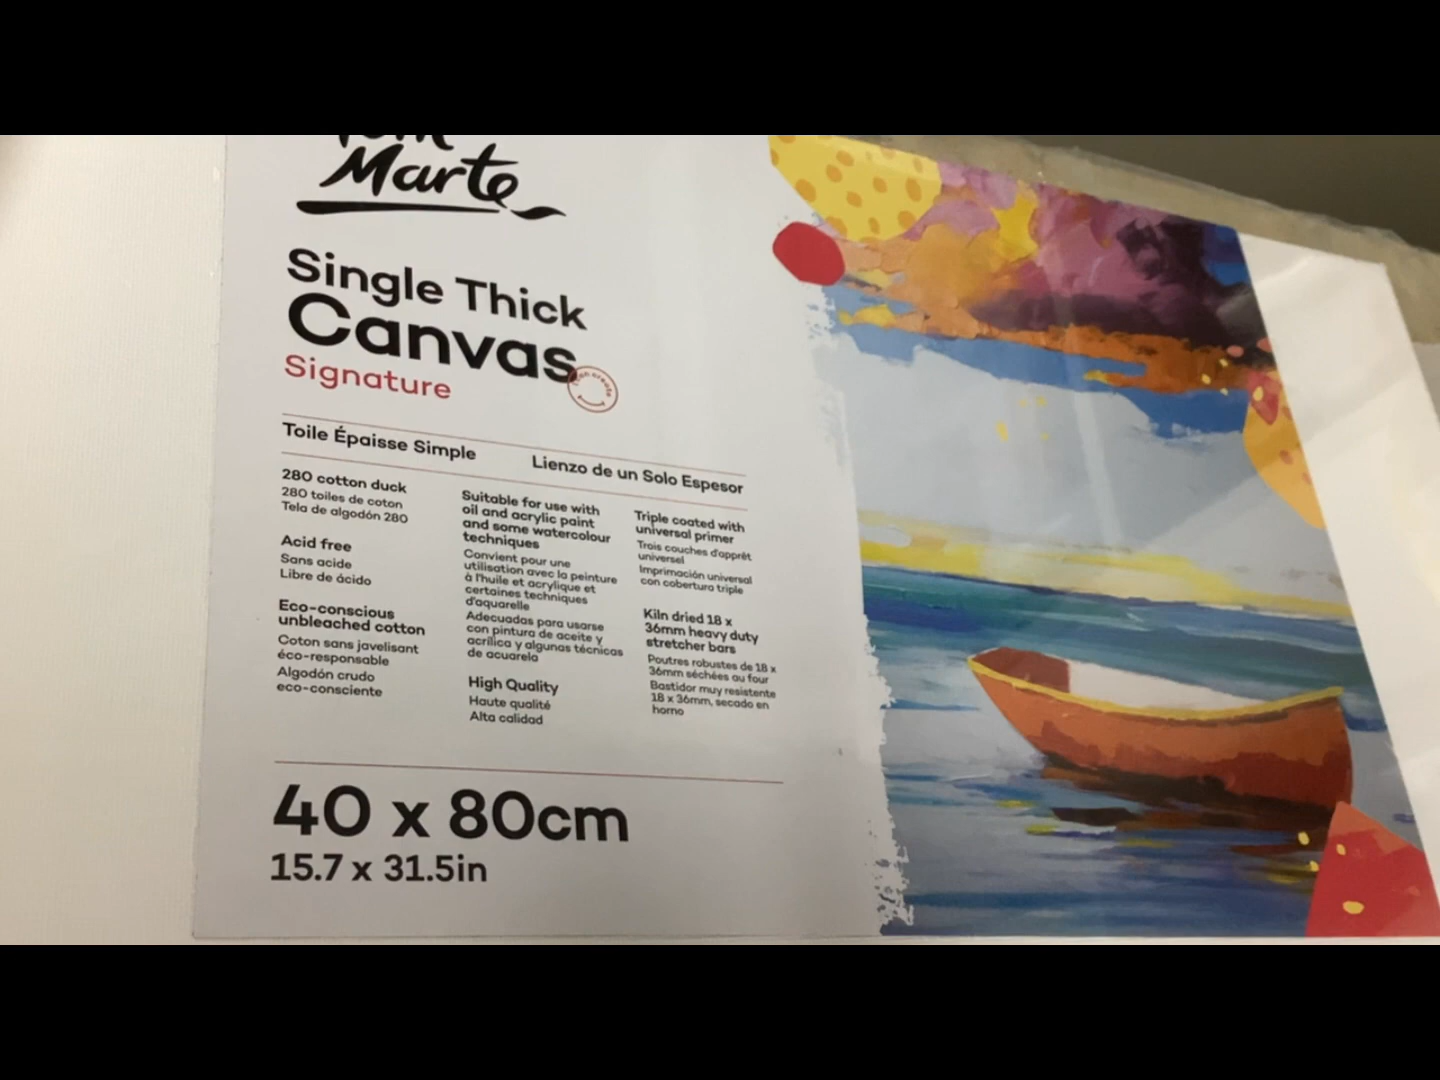 Marte
Single Thick
Canvas
Signature
Toile Épaisse Simple
Lienzo de un Solo Espesor
280 cotton duck
280 toiles de coton
Tela de algodón 280
Acid free
Sans acide
Libre de ácido
Eco-conscious
unbleached cotton
Coton sans javelisant
éco-responsable
Algodón crudo
eco-consciente
Suitable for use with
oil and acrylic paint
and some watercolour
techniques
Convient pour une
utilisation avec la peinture
à l'huile et acrylique et
certaines techniques
d'aquarelle
Adecuadas para usarse
con pintura de aceite y
acrílica y algunas técnicas
de acuarela
High Quality
Haute qualité
Alta calidad
Triple coated with
universal primer
Trois couches d'apprêt
universel
Imprimación universal
con cobertura triple
Kiln dried 18 x
36mm heavy duty
stretcher bars
Poutres robustes de 18 x
36mm séchées au four
Bastidor muy resistente
18 x 36mm, secado en
horno
40 x 80cm
15.7 x 31.5in